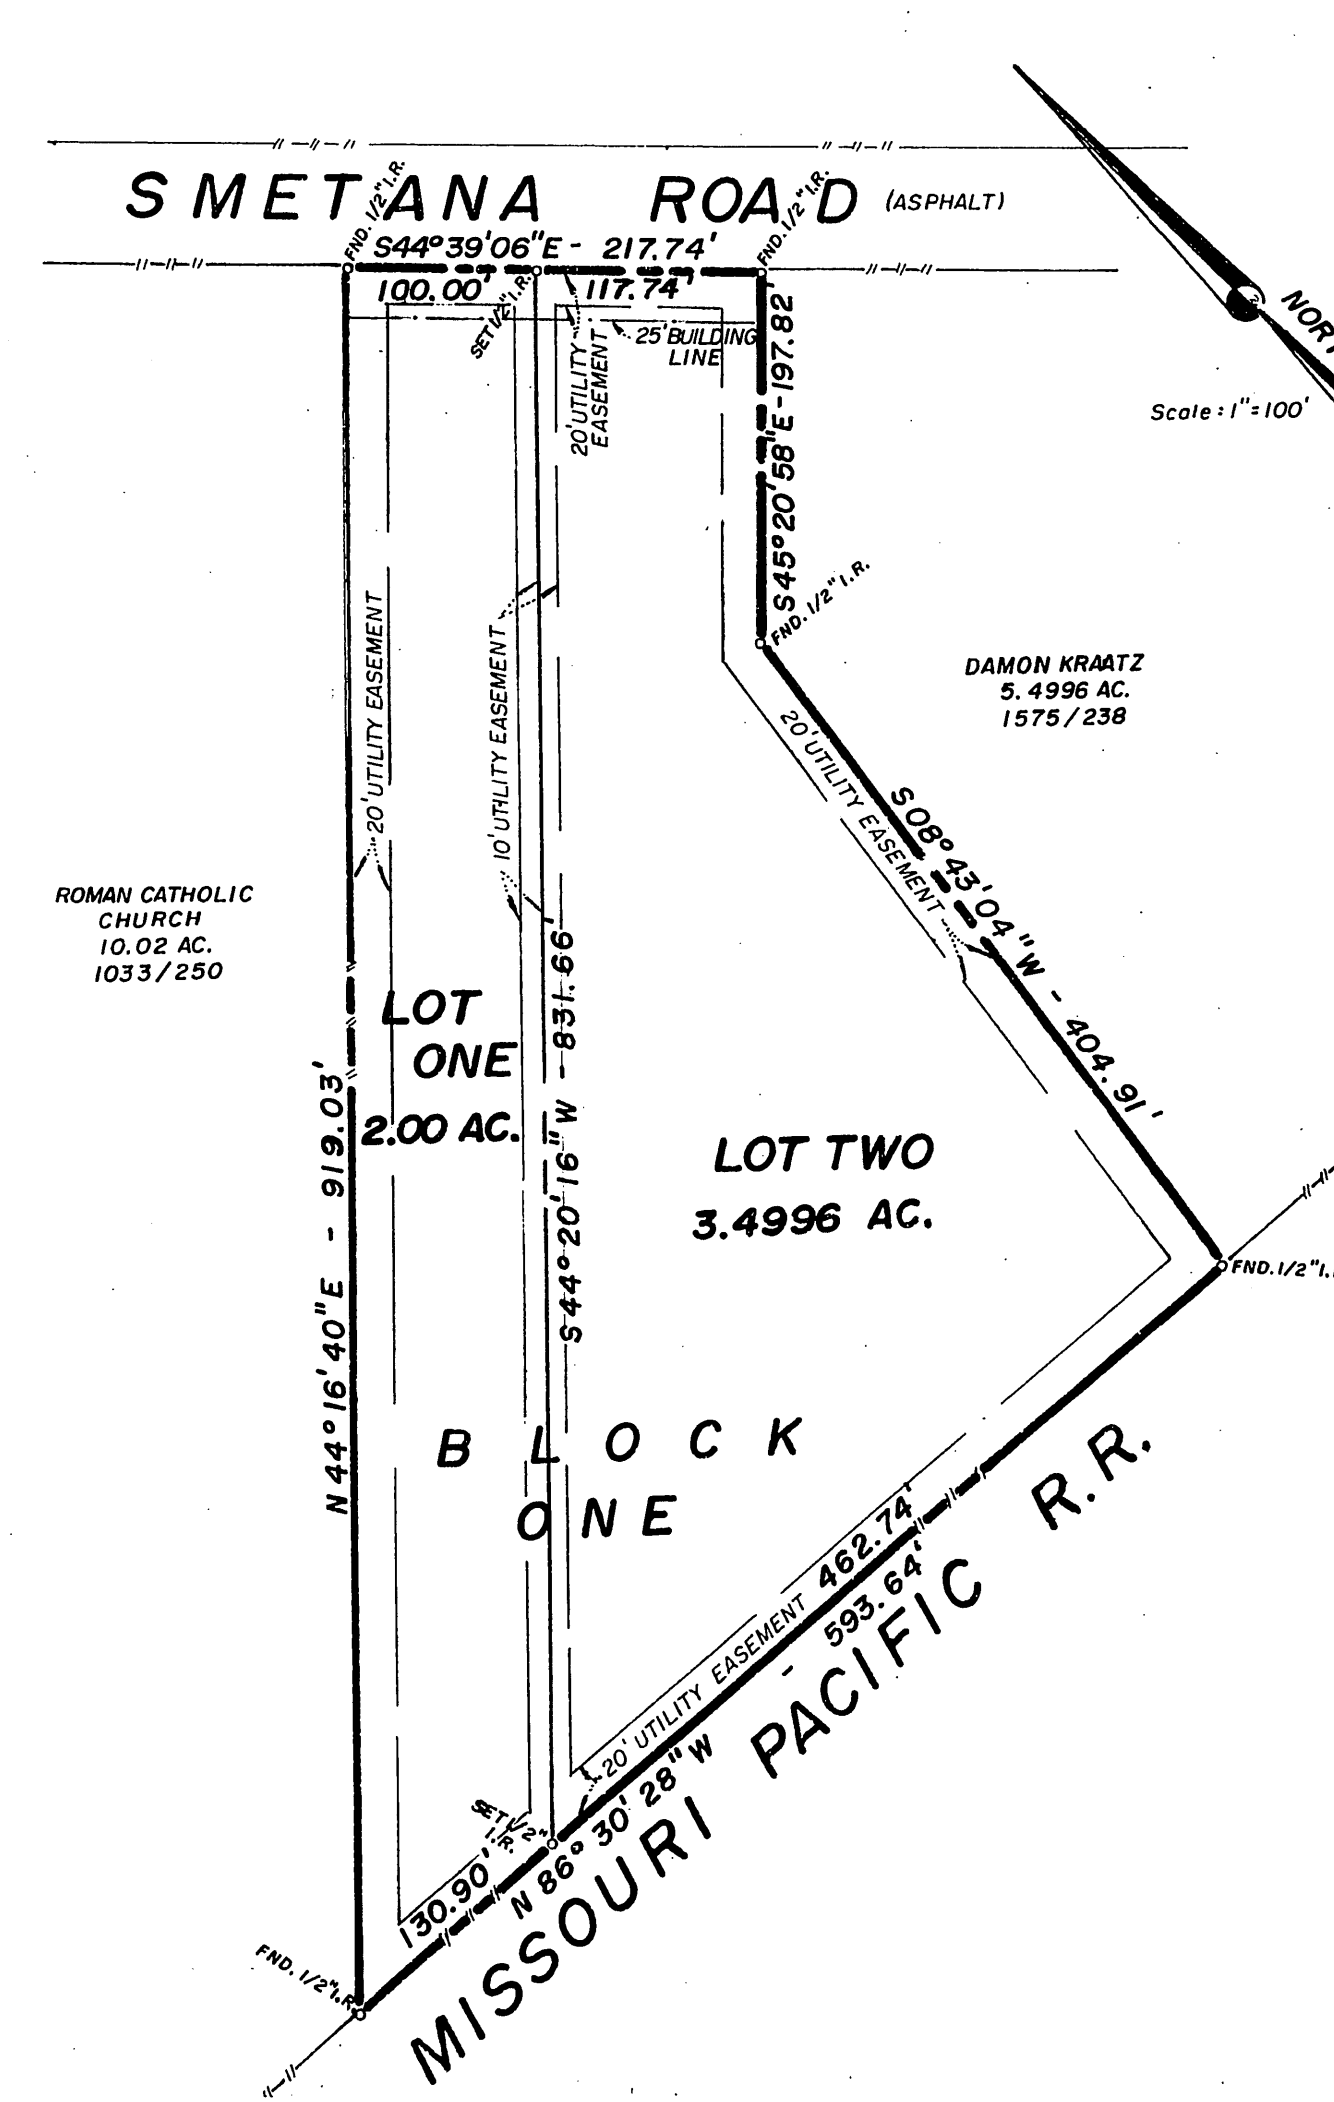 SMETANA ROAD (ASPHALT)
FND. 1/2" I.R.
FND. 1/2" I.R.
S44°39'06"E - 217.74'
100.00'
117.74'
SET 1/2" I.R.
20' UTILITY
EASEMENT
25' BUILDING
LINE
S45°20'58"E - 197.82'
Scale: 1"=100'
FND. 1/2" I.R.
20' UTILITY EASEMENT
10' UTILITY EASEMENT
DAMON KRAATZ
5.4996 AC.
1575/238
20' UTILITY EASEMENT
S08°43'04"W - 404.91'
ROMAN CATHOLIC
CHURCH
10.02 AC.
1033/250
LOT
ONE
2.00 AC.
N44°16'40"E - 919.03'
S44°20'16"W - 831.66'
LOT TWO
3.4996 AC.
FND. 1/2" I.
BLOCK
ONE
20' UTILITY EASEMENT 462.74'
N 86° 30' 28" W - 593.64'
SET 1/2"
I.R.
130.90'
FND. 1/2" I.R.
MISSOURI PACIFIC R.R.